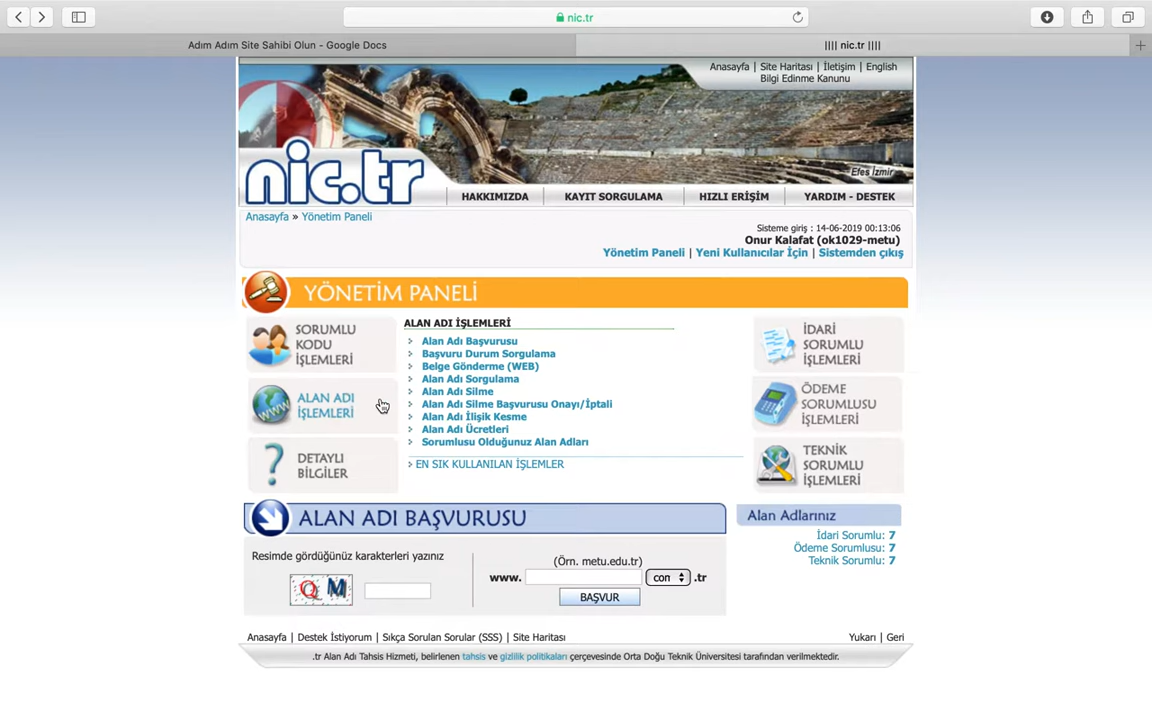 nic.tr
Adım Adım Site Sahibi Olun - Google Docs
|||| nic.tr ||||
Anasayfa | Site Haritası | İletişim | English
Bilgi Edinme Kanunu
Efes İzmir
nic.tr
HAKKIMIZDA
KAYIT SORGULAMA
HIZLI ERİŞİM
YARDIM - DESTEK
Anasayfa » Yönetim Paneli
Sisteme giriş : 14-06-2019 00:13:06
Onur Kalafat (ok1029-metu)
Yönetim Paneli | Yeni Kullanıcılar İçin | Sistemden çıkış
YÖNETİM PANELİ
SORUMLU
KODU
İŞLEMLERİ
ALAN ADI
İŞLEMLERİ
DETAYLI
BİLGİLER
ALAN ADI İŞLEMLERİ
Alan Adı Başvurusu
Başvuru Durum Sorgulama
Belge Gönderme (WEB)
Alan Adı Sorgulama
Alan Adı Silme
Alan Adı Silme Başvurusu Onayı/İptali
Alan Adı İlişik Kesme
Alan Adı Ücretleri
Sorumlusu Olduğunuz Alan Adları
EN SIK KULLANILAN İŞLEMLER
İDARİ
SORUMLU
İŞLEMLERİ
ÖDEME
SORUMLUSU
İŞLEMLERİ
TEKNİK
SORUMLU
İŞLEMLERİ
www
ALAN ADI BAŞVURUSU
Resimde gördüğünüz karakterleri yazınız
Q M
(Örn. metu.edu.tr)
www. com .tr
BAŞVUR
Alan Adlarınız
İdari Sorumlu: 7
Ödeme Sorumlusu: 7
Teknik Sorumlu: 7
Anasayfa | Destek İstiyorum | Sıkça Sorulan Sorular (SSS) | Site Haritası
Yukarı | Geri
.tr Alan Adı Tahsis Hizmeti, belirlenen tahsis ve gizlilik politikaları çerçevesinde Orta Doğu Teknik Üniversitesi tarafından verilmektedir.